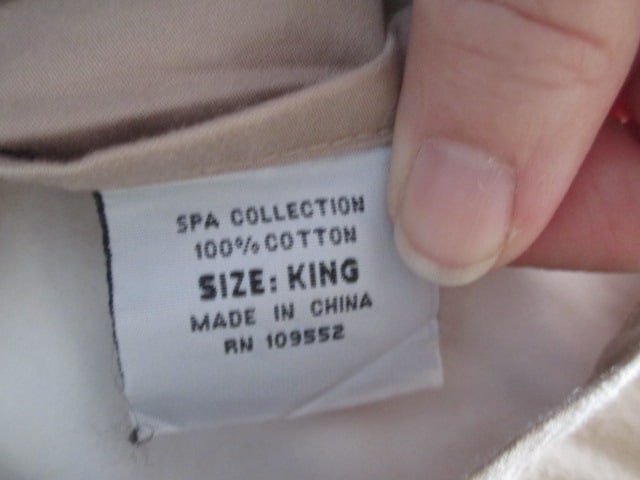 SPA COLLECTION
100% COTTON
SIZE: KING
MADE IN CHINA
RN 109552